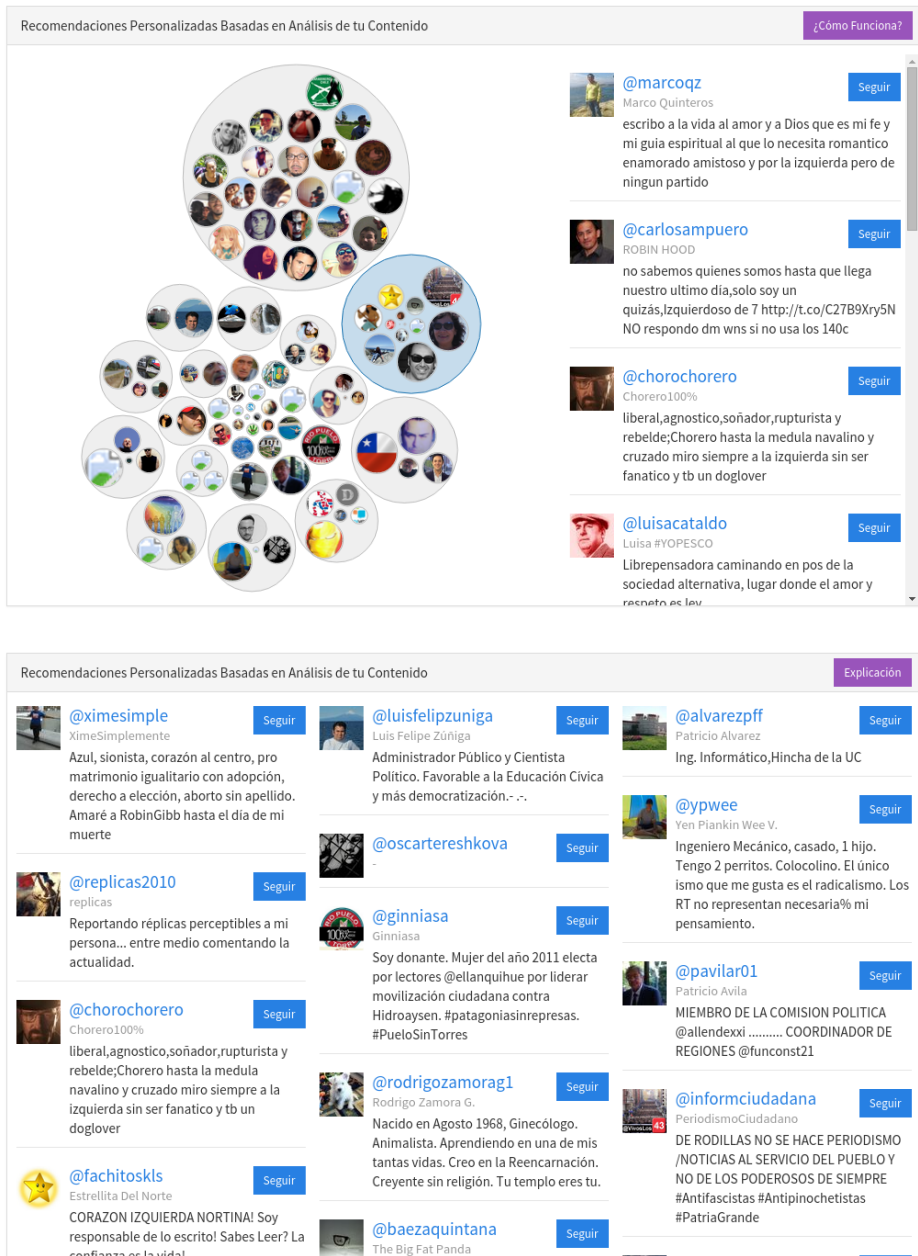 Recomendaciones Personalizadas Basadas en Análisis de tu Contenido
¿Cómo Funciona?
@marcoqz
Seguir
Marco Quinteros
escribo a la vida al amor y a Dios que es mi fe y
mi guia espiritual al que lo necesita romantico
enamorado amistoso y por la izquierda pero de
ningun partido
@carlosampuero
Seguir
ROBIN HOOD
no sabemos quienes somos hasta que llega
nuestro ultimo día,solo soy un
quizás,Izquierdoso de 7 http://t.co/C27B9Xry5N
NO respondo dm wns si no usa los 140c
@chorochorero
Seguir
Chorero100%
liberal,agnostico,soñador,rupturista y
rebelde;Chorero hasta la medula navalino y
cruzado miro siempre a la izquierda sin ser
fanatico y tb un doglover
@luisacataldo
Seguir
Luisa #YOPESCO
Librepensadora caminando en pos de la
sociedad alternativa, lugar donde el amor y
respeto es ley
RIO PUELO
100%
Recomendaciones Personalizadas Basadas en Análisis de tu Contenido
Explicación
@ximesimple
Seguir
XimeSimplemente
Azul, sionista, corazón al centro, pro
matrimonio igualitario con adopción,
derecho a elección, aborto sin apellido.
Amaré a RobinGibb hasta el día de mi
muerte
@replicas2010
Seguir
replicas
Reportando réplicas perceptibles a mi
persona... entre medio comentando la
actualidad.
@chorochorero
Seguir
Chorero100%
liberal,agnostico,soñador,rupturista y
rebelde;Chorero hasta la medula
navalino y cruzado miro siempre a la
izquierda sin ser fanatico y tb un
doglover
@fachitoskls
Seguir
Estrellita Del Norte
CORAZON IZQUIERDA NORTINA! Soy
responsable de lo escrito! Sabes Leer? La
confianza es la vida!
@luisfelipzuniga
Seguir
Luis Felipe Zúñiga
Administrador Público y Cientista
Político. Favorable a la Educación Cívica
y más democratización.- .-.
@oscartereshkova
Seguir
-
@ginniasa
Seguir
Ginniasa
Soy donante. Mujer del año 2011 electa
por lectores @ellanquihue por liderar
movilización ciudadana contra
Hidroaysen. #patagoniasinrepresas.
#PueloSinTorres
@rodrigozamorag1
Seguir
Rodrigo Zamora G.
Nacido en Agosto 1968, Ginecólogo.
Animalista. Aprendiendo en una de mis
tantas vidas. Creo en la Reencarnación.
Creyente sin religión. Tu templo eres tu.
@baezaquintana
Seguir
The Big Fat Panda
@alvarezpff
Seguir
Patricio Alvarez
Ing. Informático,Hincha de la UC
@ypwee
Seguir
Yen Piankin Wee V.
Ingeniero Mecánico, casado, 1 hijo.
Tengo 2 perritos. Colocolino. El único
ismo que me gusta es el radicalismo. Los
RT no representan necesaria% mi
pensamiento.
@pavilar01
Seguir
Patricio Avila
MIEMBRO DE LA COMISION POLITICA
@allendexxi .......... COORDINADOR DE
REGIONES @funconst21
@informciudadana
Seguir
PeriodismoCiudadano
DE RODILLAS NO SE HACE PERIODISMO
/NOTICIAS AL SERVICIO DEL PUEBLO Y
NO DE LOS PODEROSOS DE SIEMPRE
#Antifascistas #Antipinochetistas
#PatriaGrande